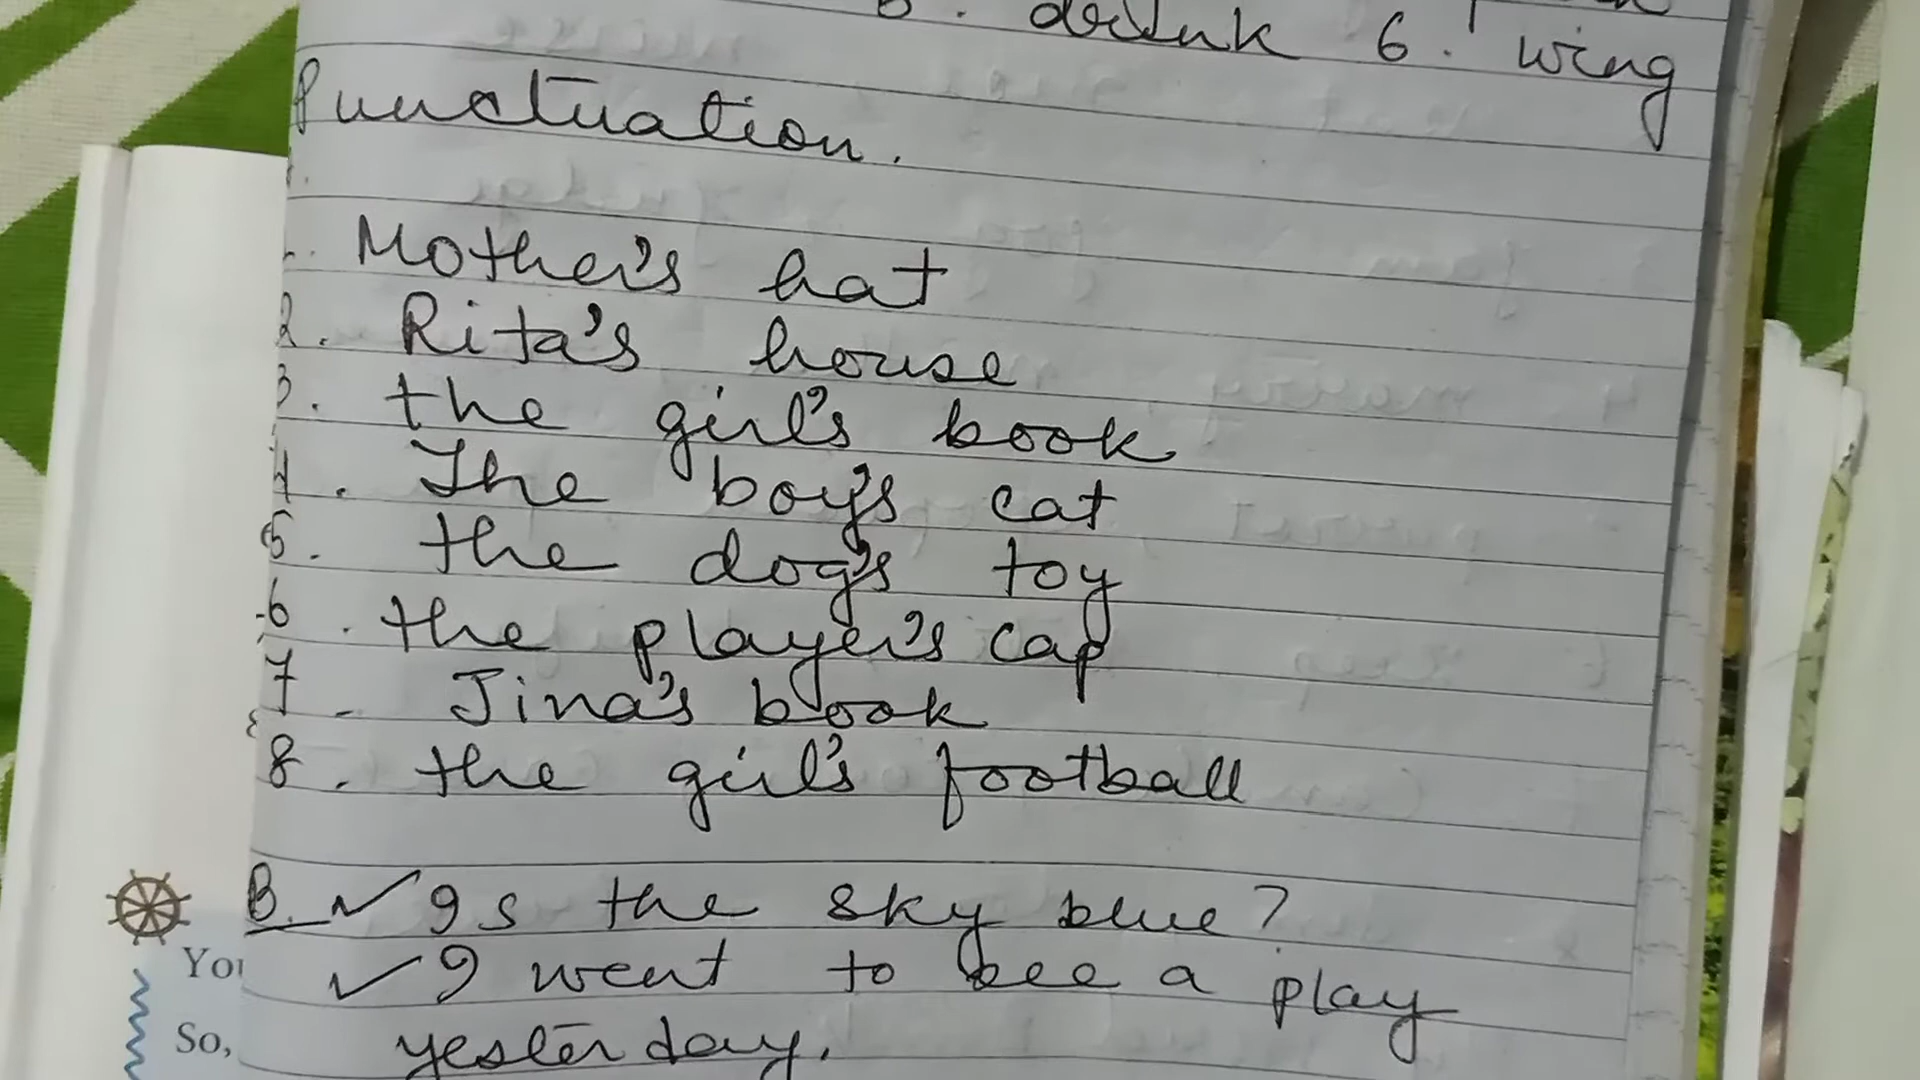 drink 6. wing
Punctuation.
1. Mother's hat
2. Rita's house
3. the girl's book
4. The boy's cat
5. the dog's toy
6. the player's cap
7. Jina's book
8. the girl's football
B. ✓ Is the sky blue?
✓ I went to see a play
yesterday.
You
So,